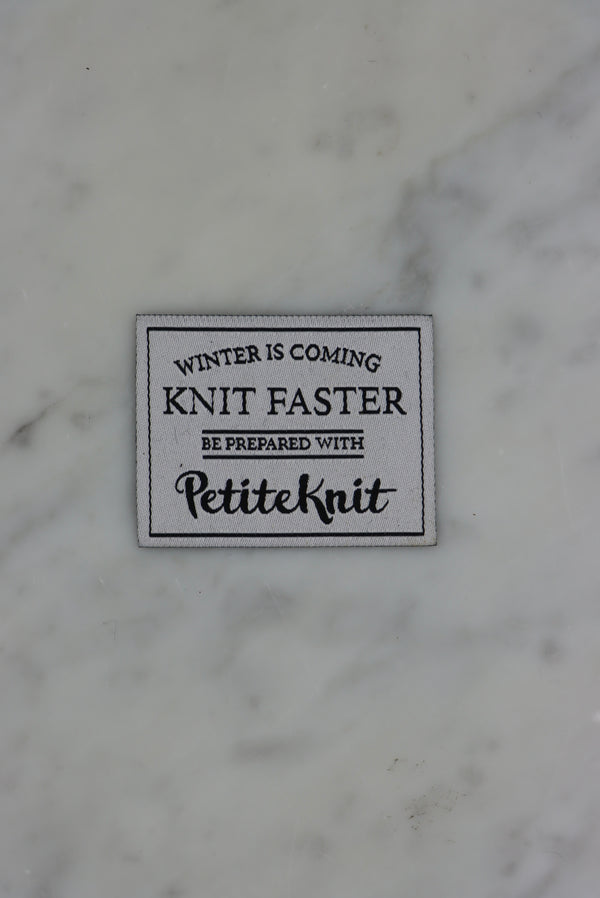 WINTER IS COMING
KNIT FASTER
BE PREPARED WITH
PetiteKnit